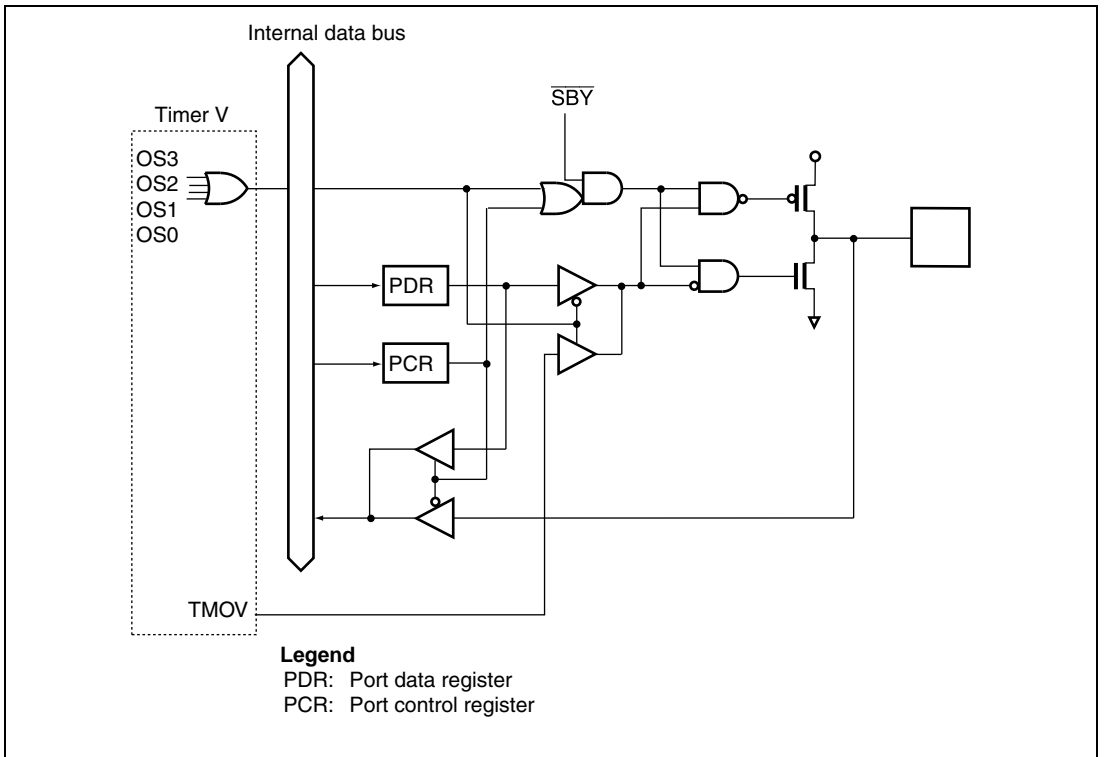 Internal data bus
S̅B̅Y̅
Timer V
OS3
OS2
OS1
OS0
PDR
PCR
TMOV
Legend
PDR: Port data register
PCR: Port control register